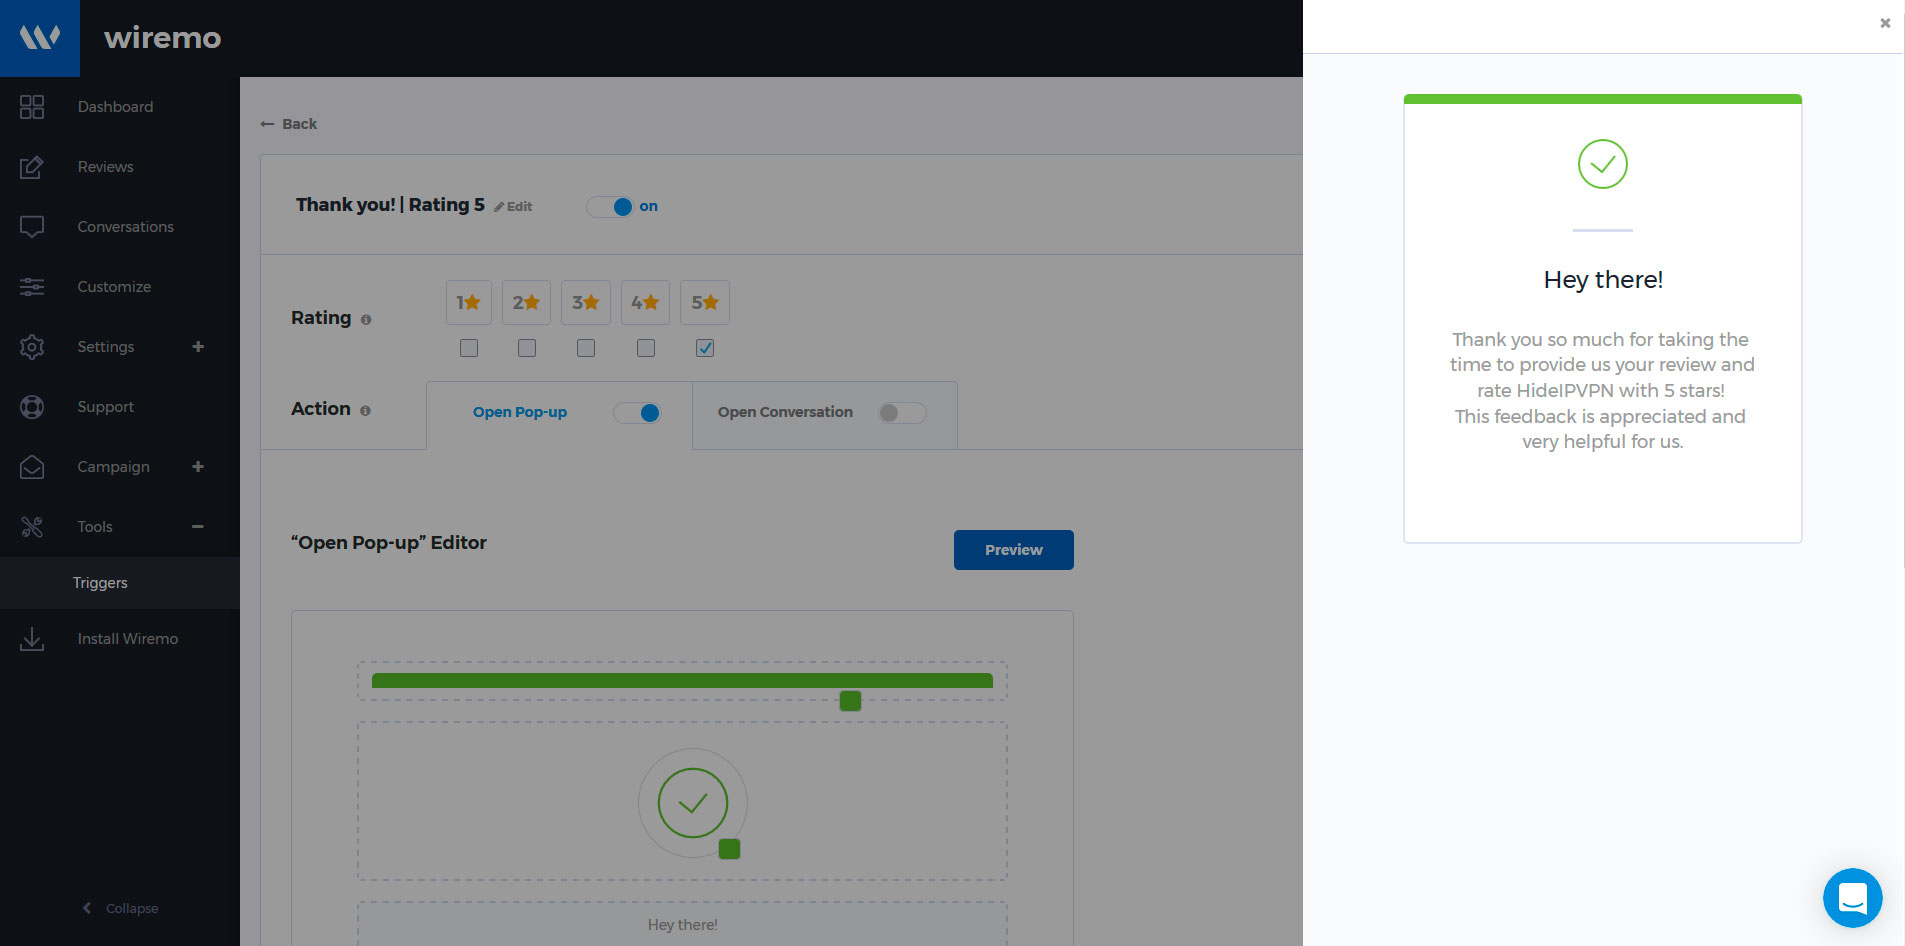 wiremo
Dashboard
Reviews
Conversations
Customize
Settings
Support
Campaign
Tools
Triggers
Install Wiremo
Collapse
Back
Thank you! | Rating 5 Edit on
Rating 1 2 3 4 5
Action Open Pop-up Open Conversation
“Open Pop-up” Editor Preview
Hey there!
Hey there!
Thank you so much for taking the
time to provide us your review and
rate HideIPVPN with 5 stars!
This feedback is appreciated and
very helpful for us.